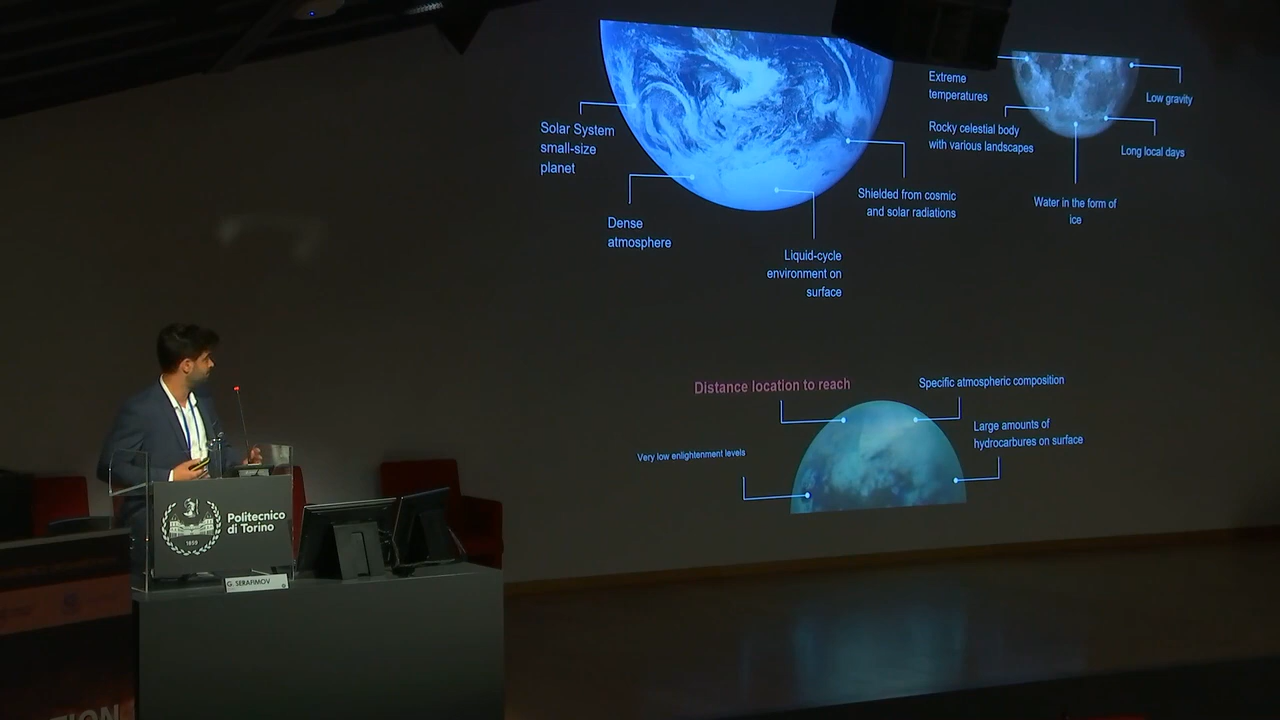 Solar System
small-size
planet
Dense
atmosphere
Liquid-cycle
environment on
surface
Shielded from cosmic
and solar radiations
Extreme
temperatures
Rocky celestial body
with various landscapes
Low gravity
Long local days
Water in the form of
ice
Distance location to reach
Specific atmospheric composition
Very low enlightenment levels
Large amounts of
hydrocarbures on surface
Politecnico
di Torino
1859
G. SERAFIMOV
TION